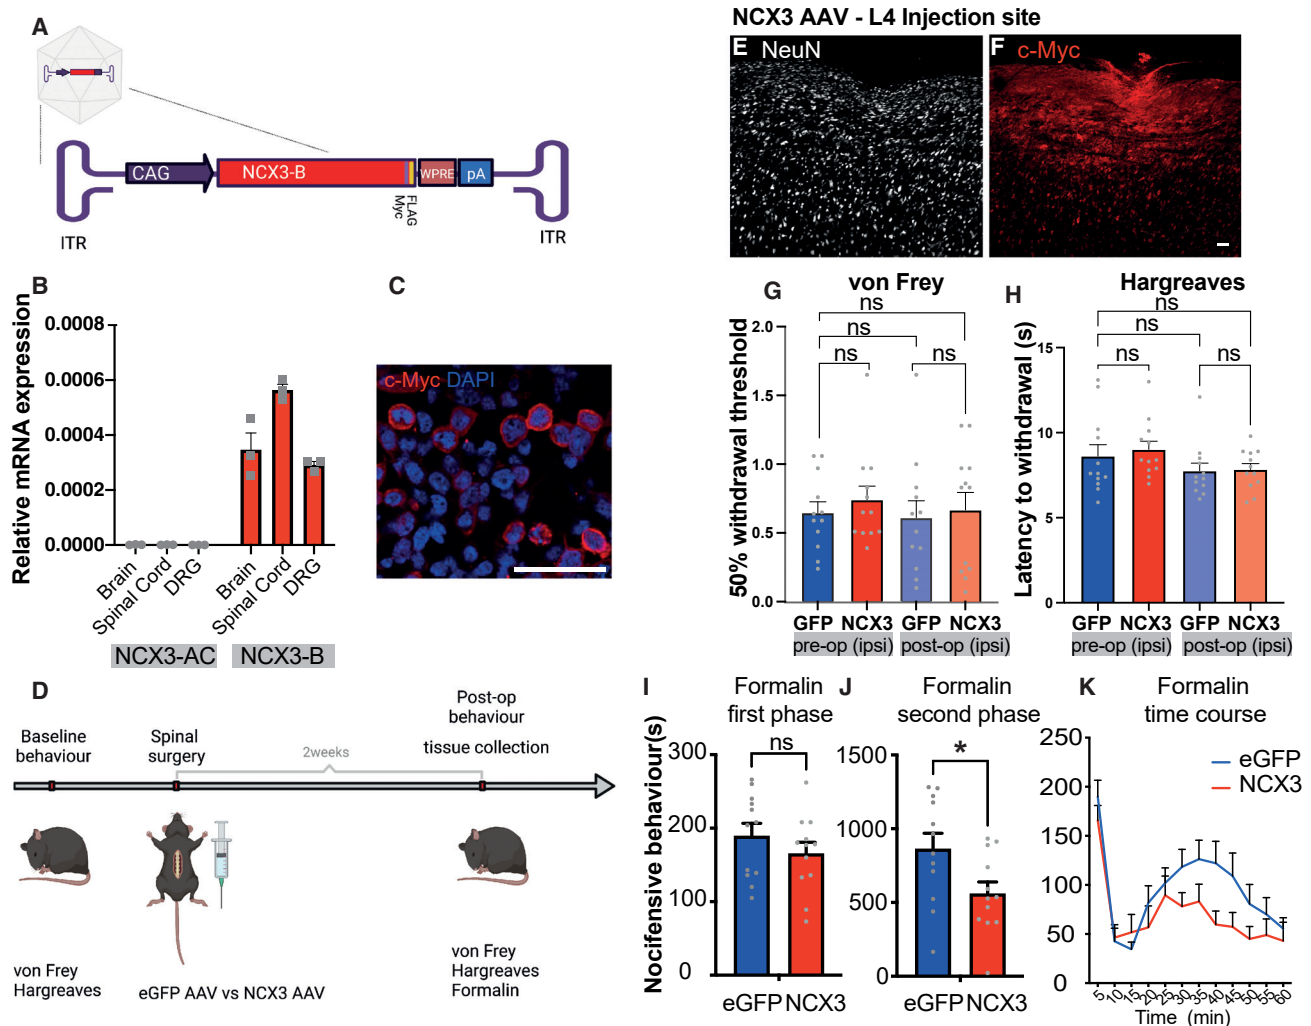 A
CAG
NCX3-B
WPRE
pA
FLAG
Myc
ITR
ITR
NCX3 AAV - L4 Injection site
E NeuN
F c-Myc
B
Relative mRNA expression
0.0008
0.0006
0.0004
0.0002
0.0000
Brain
Spinal Cord
DRG
Brain
Spinal Cord
DRG
NCX3-AC
NCX3-B
C
c-Myc DAPI
G
von Frey
ns
ns
ns
ns
50% withdrawal threshold
2.0
1.5
1.0
0.5
0.0
GFP NCX3 GFP NCX3
pre-op (ipsi) post-op (ipsi)
H
Hargreaves
ns
ns
ns
ns
Latency to withdrawal (s)
15
10
5
0
GFP NCX3 GFP NCX3
pre-op (ipsi) post-op (ipsi)
D
Baseline
behaviour
Spinal
surgery
2weeks
Post-op
behaviour
tissue collection
von Frey
Hargreaves
eGFP AAV vs NCX3 AAV
von Frey
Hargreaves
Formalin
I
Formalin
first phase
Nocifensive behaviour(s)
300
200
100
0
ns
eGFP NCX3
J
Formalin
second phase
1500
1000
500
0
*
eGFP NCX3
K
Formalin
time course
250
200
150
100
50
0
eGFP
NCX3
5 10 15 20 25 30 35 40 45 50 55 60
Time (min)